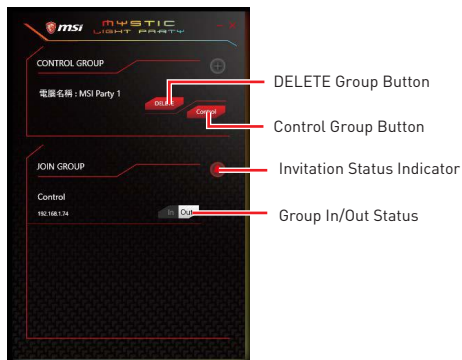 msi MYSTIC LIGHT PARTY
CONTROL GROUP
電腦名稱 : MSI Party 1
DELETE
Control
DELETE Group Button
Control Group Button
JOIN GROUP
Invitation Status Indicator
Control
192.168.1.74
In Out
Group In/Out Status